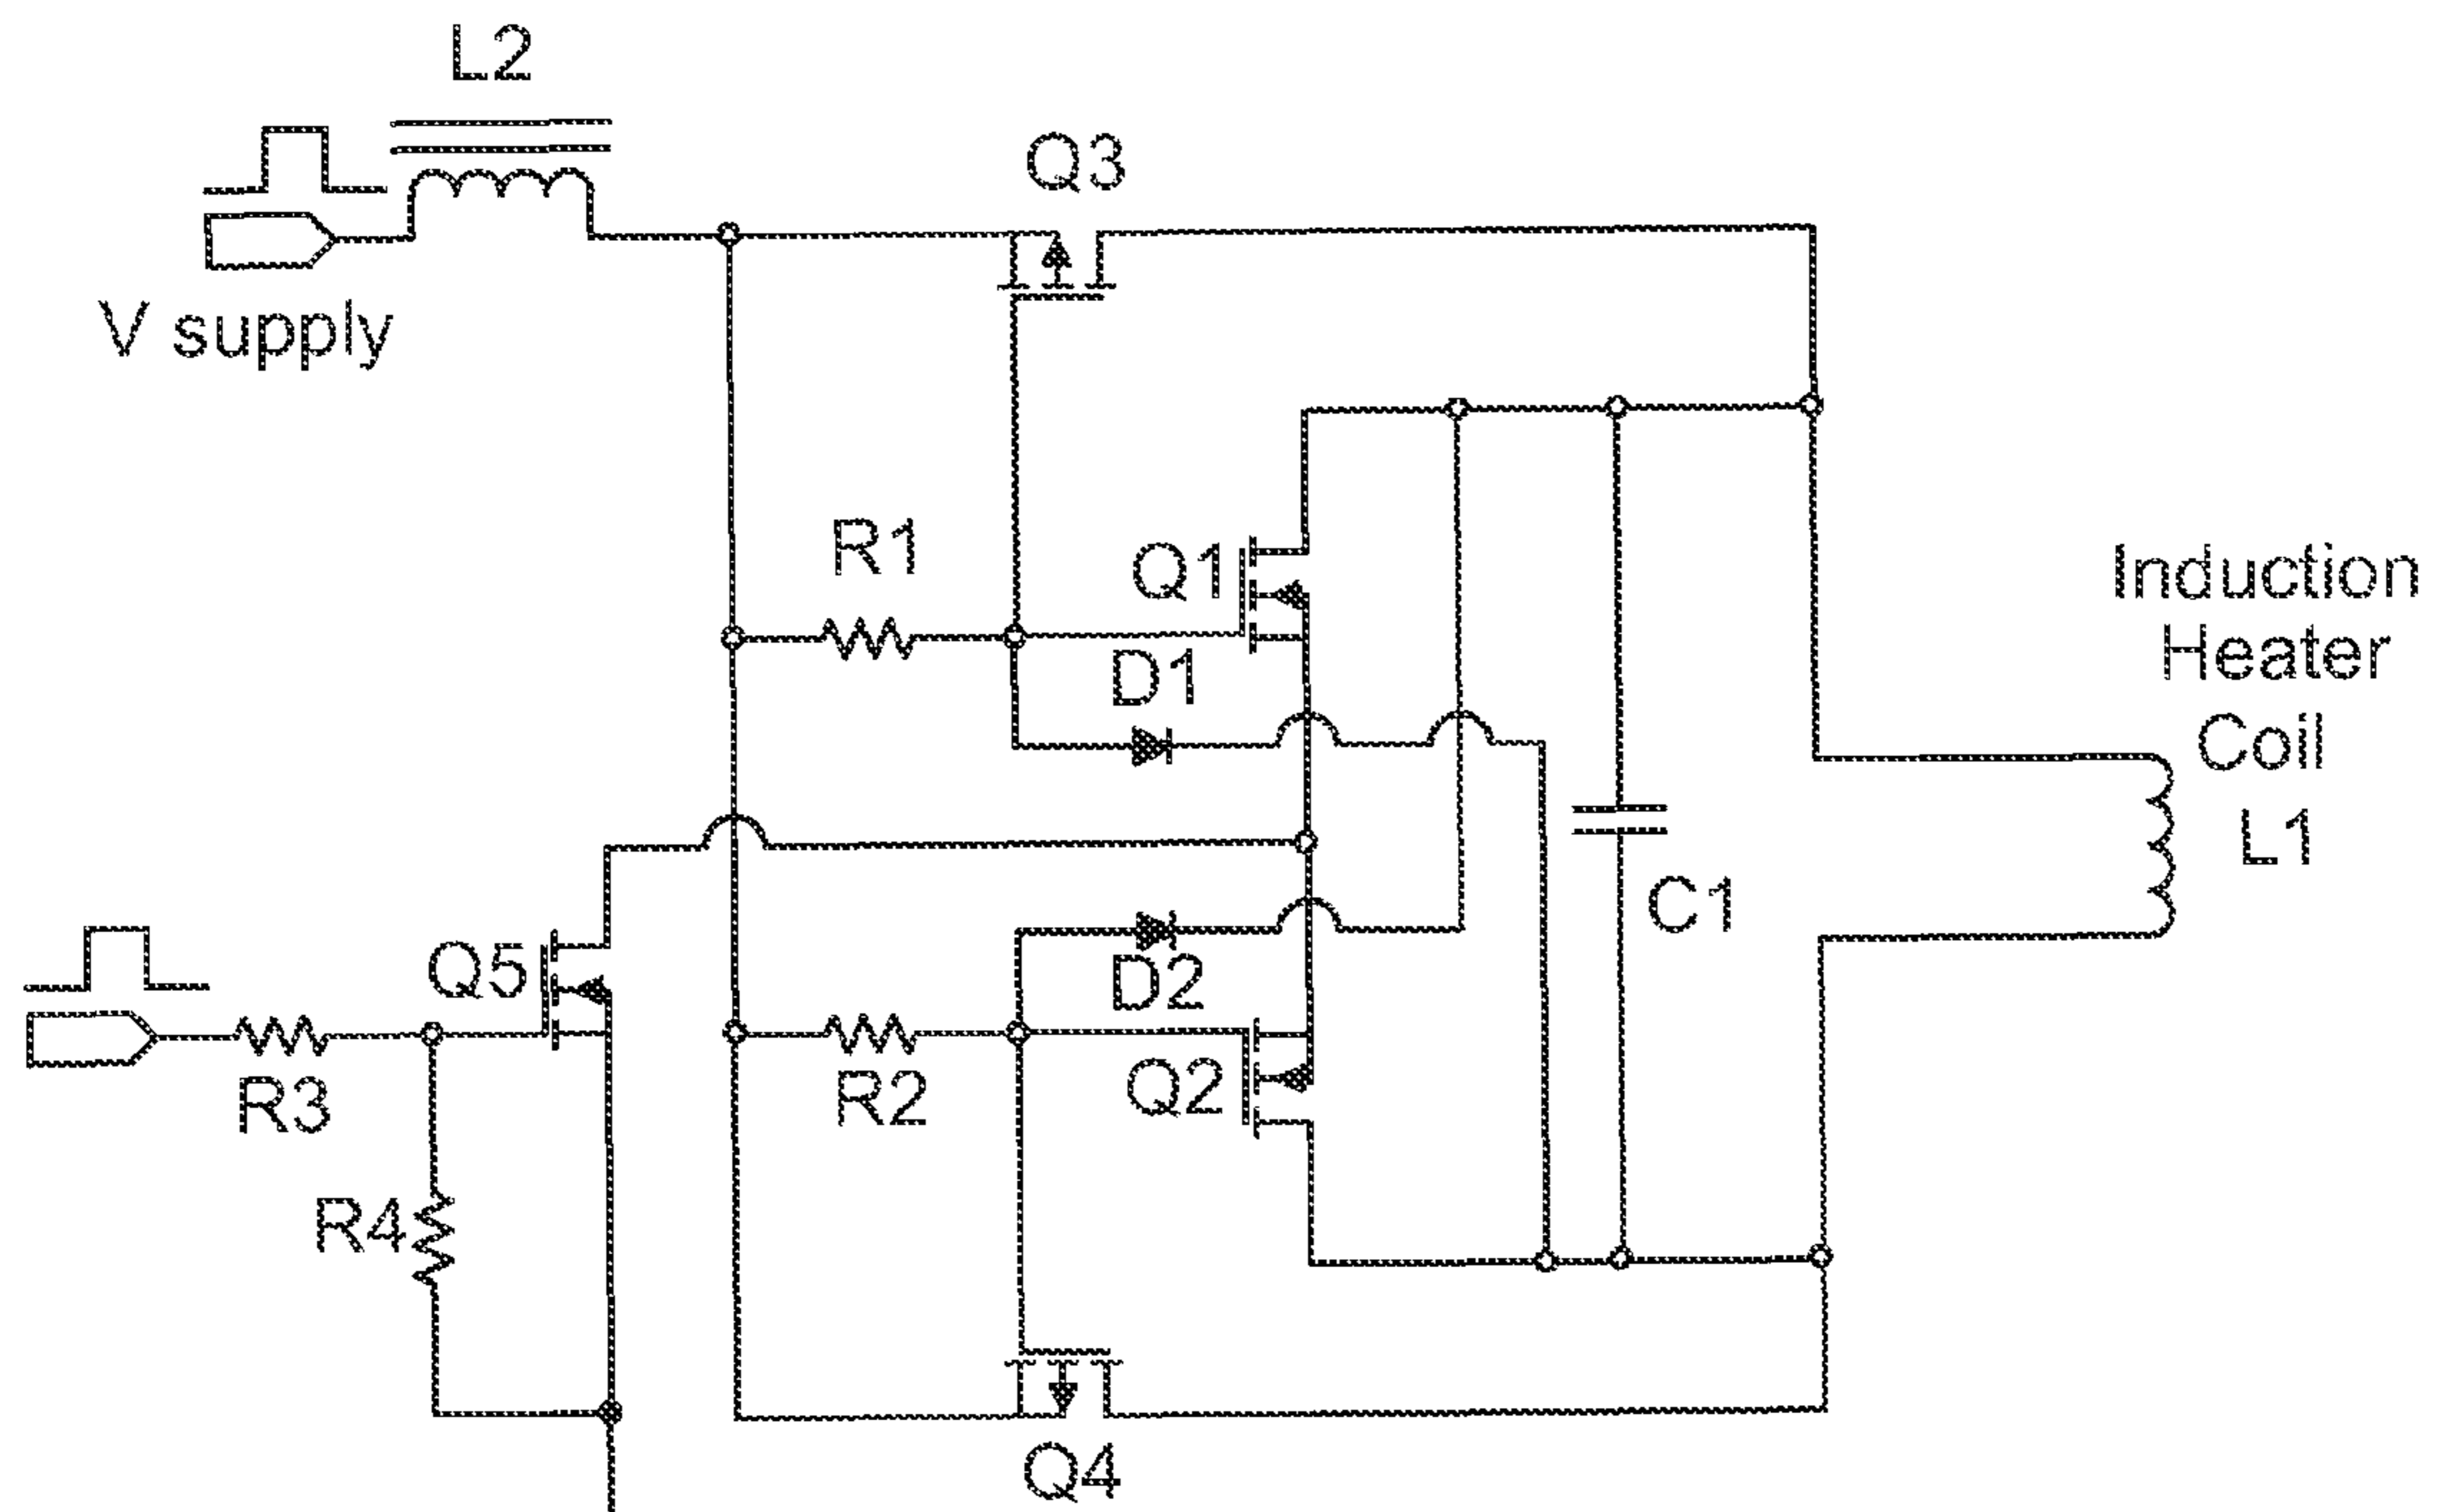 L2
Q3
V supply
R1
Q1
Induction
Heater
Coil
L1
D1
C1
Q5
D2
R3
R2
Q2
R4
Q4